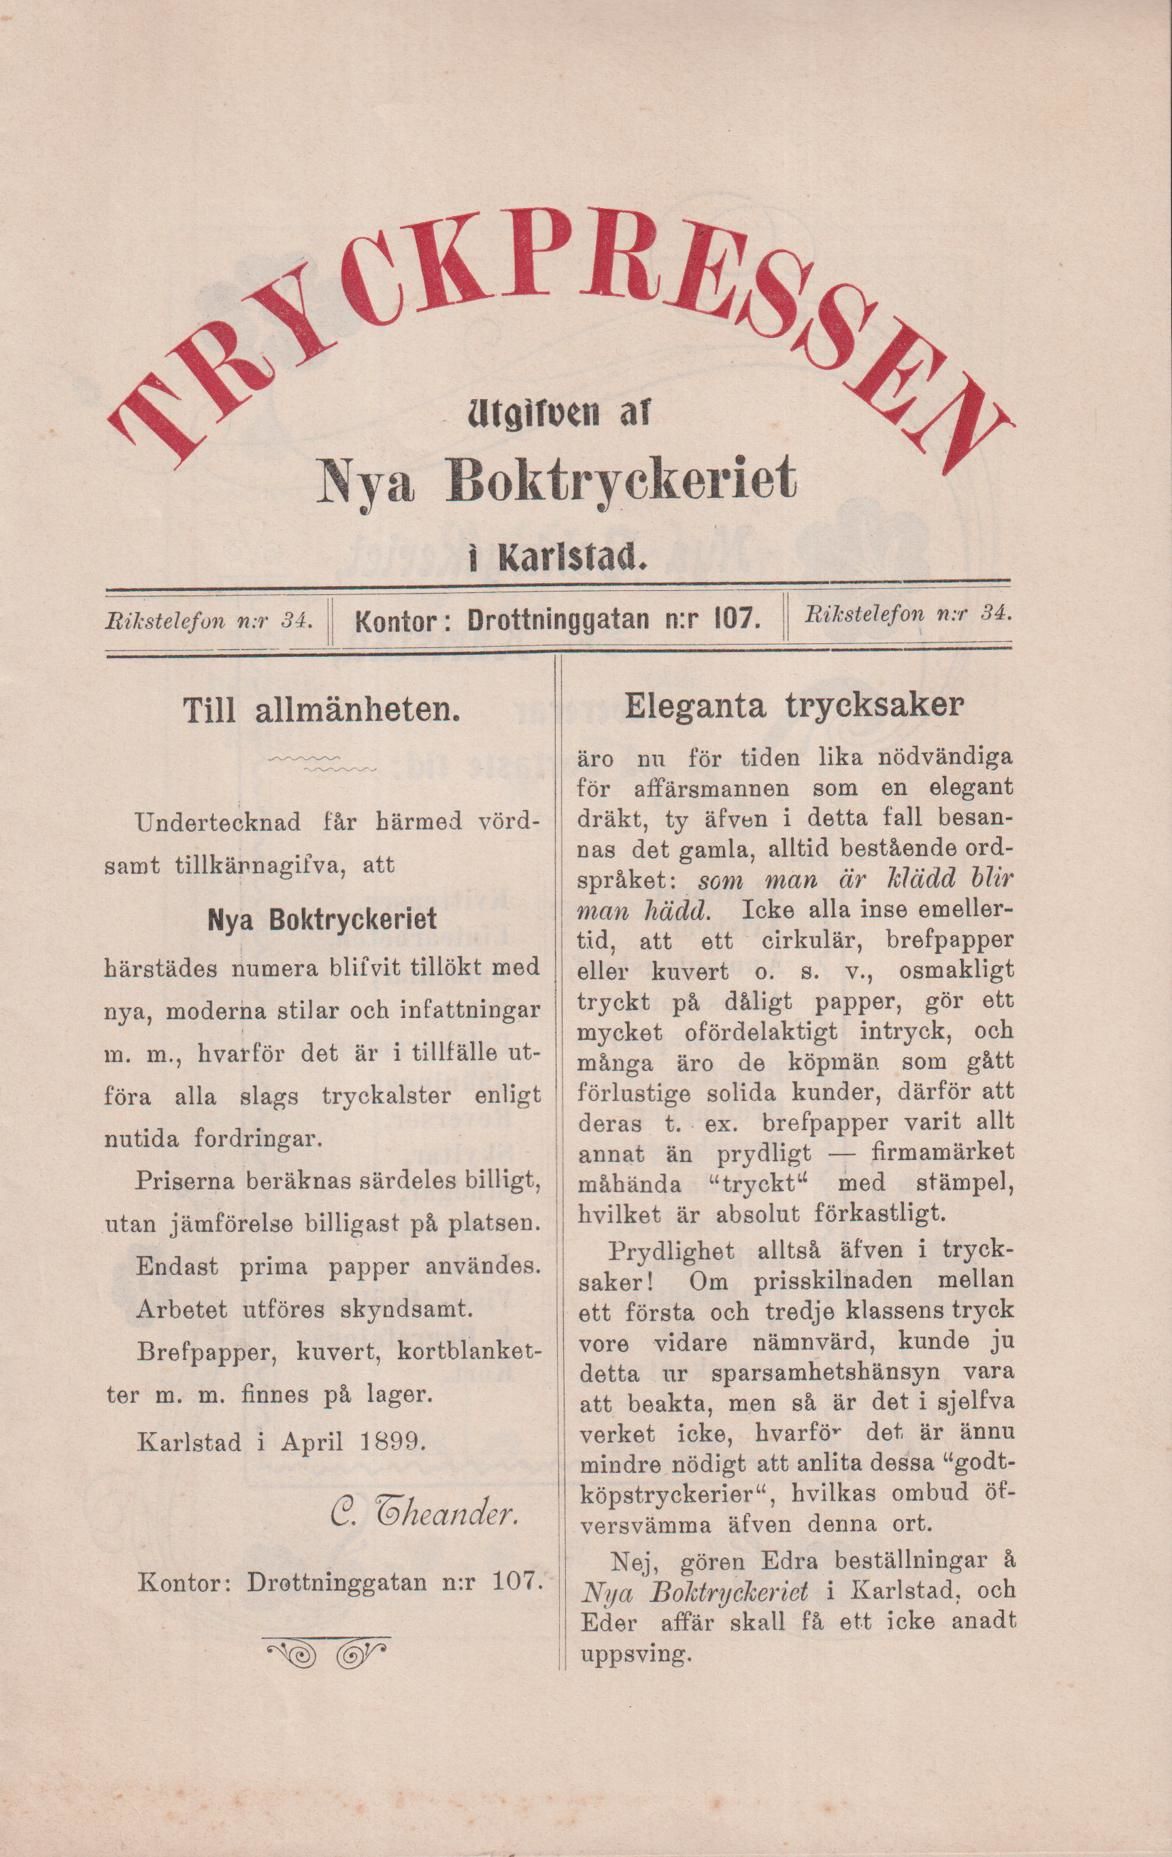 TRYCKPRESSEN
Utgifven af
Nya Boktryckeriet
i Karlstad.
Rikstelefon n:r 34. Kontor: Drottninggatan n:r 107. Rikstelefon n:r 34.
Till allmänheten.
Undertecknad får härmed vörd-
samt tillkännagifva, att
Nya Boktryckeriet
härstädes numera blifvit tillökt med
nya, moderna stilar och infattningar
m. m., hvarför det är i tillfälle ut-
föra alla slags tryckalster enligt
nutida fordringar.
Priserna beräknas särdeles billigt,
utan jämförelse billigast på platsen.
Endast prima papper användes.
Arbetet utföres skyndsamt.
Brefpapper, kuvert, kortblanket-
ter m. m. finnes på lager.
Karlstad i April 1899.
C. Theander.
Kontor: Drottninggatan n:r 107.
Eleganta trycksaker
äro nu för tiden lika nödvändiga
för affärsmannen som en elegant
dräkt, ty äfven i detta fall besan-
nas det gamla, alltid bestående ord-
språket: som man är klädd blir
man hädd. Icke alla inse emeller-
tid, att ett cirkulär, brefpapper
eller kuvert o. s. v., osmakligt
tryckt på dåligt papper, gör ett
mycket ofördelaktigt intryck, och
många äro de köpmän som gått
förlustige solida kunder, därför att
deras t. ex. brefpapper varit allt
annat än prydligt — firmamärket
måhända “tryckt“ med stämpel,
hvilket är absolut förkastligt.
Prydlighet alltså äfven i tryck-
saker! Om prisskilnaden mellan
ett första och tredje klassens tryck
vore vidare nämnvärd, kunde ju
detta ur sparsamhetshänsyn vara
att beakta, men så är det i sjelfva
verket icke, hvarför det är ännu
mindre nödigt att anlita dessa “godt-
köpstryckerier“, hvilkas ombud öf-
versvämma äfven denna ort.
Nej, gören Edra beställningar å
Nya Boktryckeriet i Karlstad, och
Eder affär skall få ett icke anadt
uppsving.